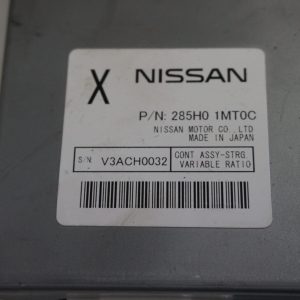 X NISSAN
P/N: 285H0 1MT0C
NISSAN MOTOR CO.,LTD
MADE IN JAPAN
S/N. V3ACH0032 CONT ASSY-STRG
VARIABLE RATIO